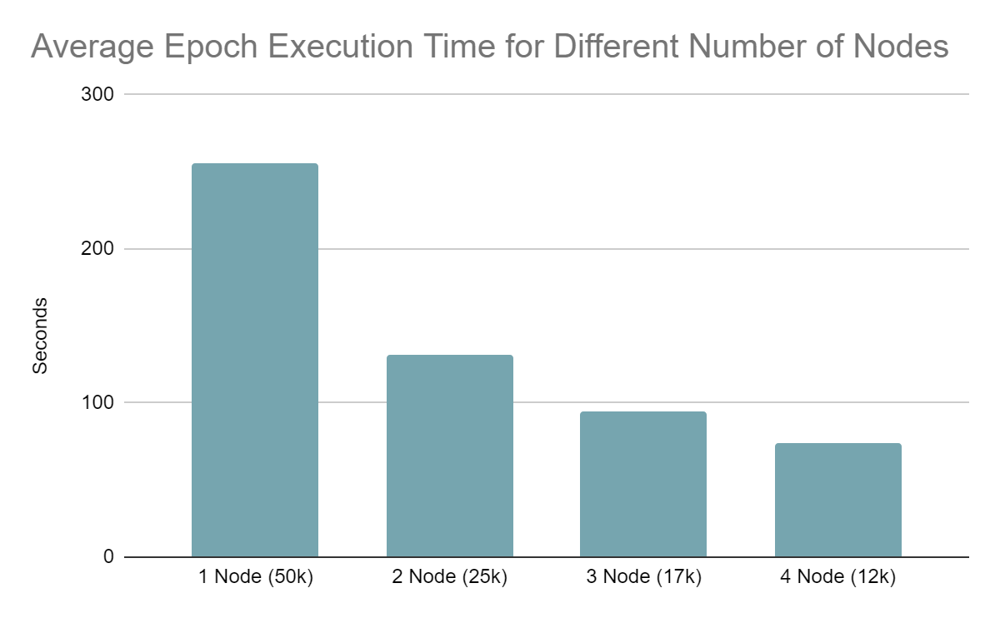 Average Epoch Execution Time for Different Number of Nodes
300
200
100
0
Seconds
1 Node (50k)
2 Node (25k)
3 Node (17k)
4 Node (12k)